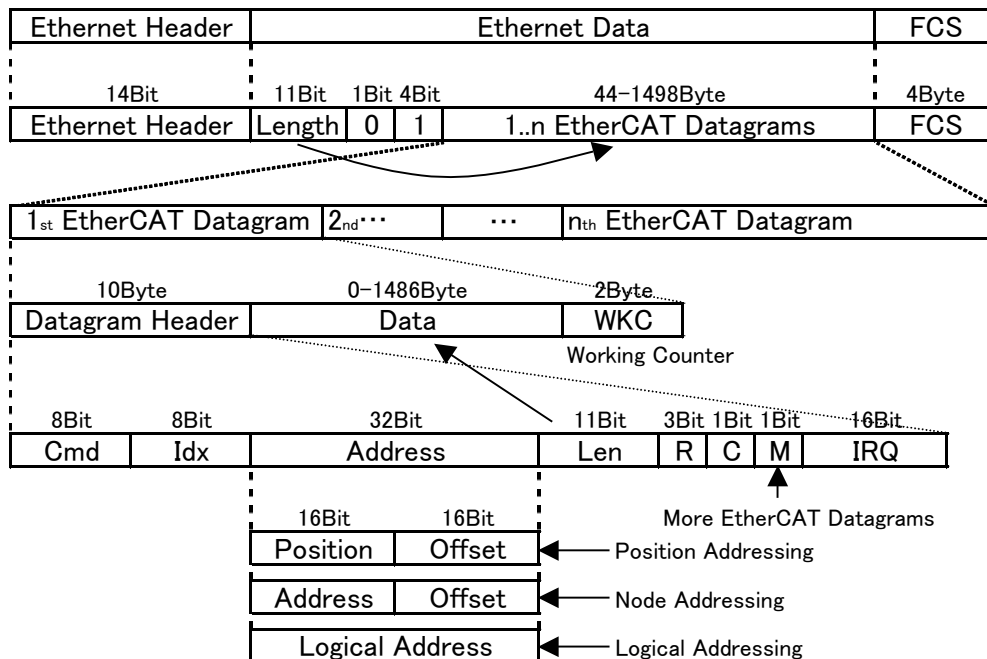 Ethernet Header Ethernet Data FCS
14Bit 11Bit 1Bit 4Bit 44-1498Byte 4Byte
Ethernet Header Length 0 1 1..n EtherCAT Datagrams FCS
1st EtherCAT Datagram 2nd⋯ ⋯ nth EtherCAT Datagram
10Byte 0-1486Byte 2Byte
Datagram Header Data WKC
Working Counter
8Bit 8Bit 32Bit 11Bit 3Bit 1Bit 1Bit 16Bit
Cmd Idx Address Len R C M IRQ
More EtherCAT Datagrams
16Bit 16Bit
Position Offset Position Addressing
Address Offset Node Addressing
Logical Address Logical Addressing